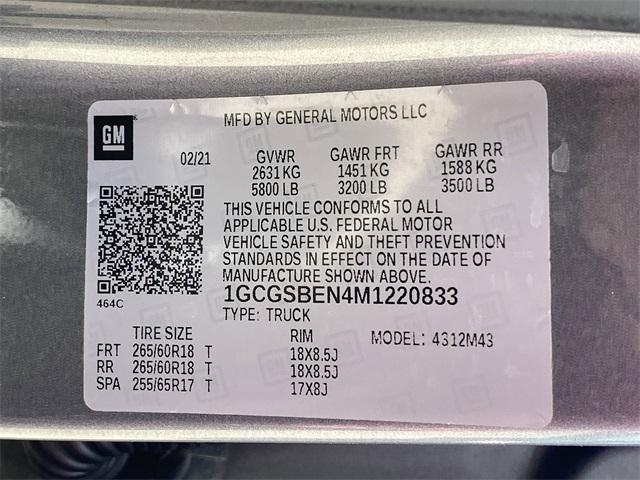 MFD BY GENERAL MOTORS LLC
GM
02/21 GVWR GAWR FRT GAWR RR
2631 KG 1451 KG 1588 KG
5800 LB 3200 LB 3500 LB
THIS VEHICLE CONFORMS TO ALL
APPLICABLE U.S. FEDERAL MOTOR
VEHICLE SAFETY AND THEFT PREVENTION
STANDARDS IN EFFECT ON THE DATE OF
MANUFACTURE SHOWN ABOVE.
464C
1GCGSBEN4M1220833
TYPE: TRUCK
TIRE SIZE RIM MODEL: 4312M43
FRT 265/60R18 T 18X8.5J
RR 265/60R18 T 18X8.5J
SPA 255/65R17 T 17X8J